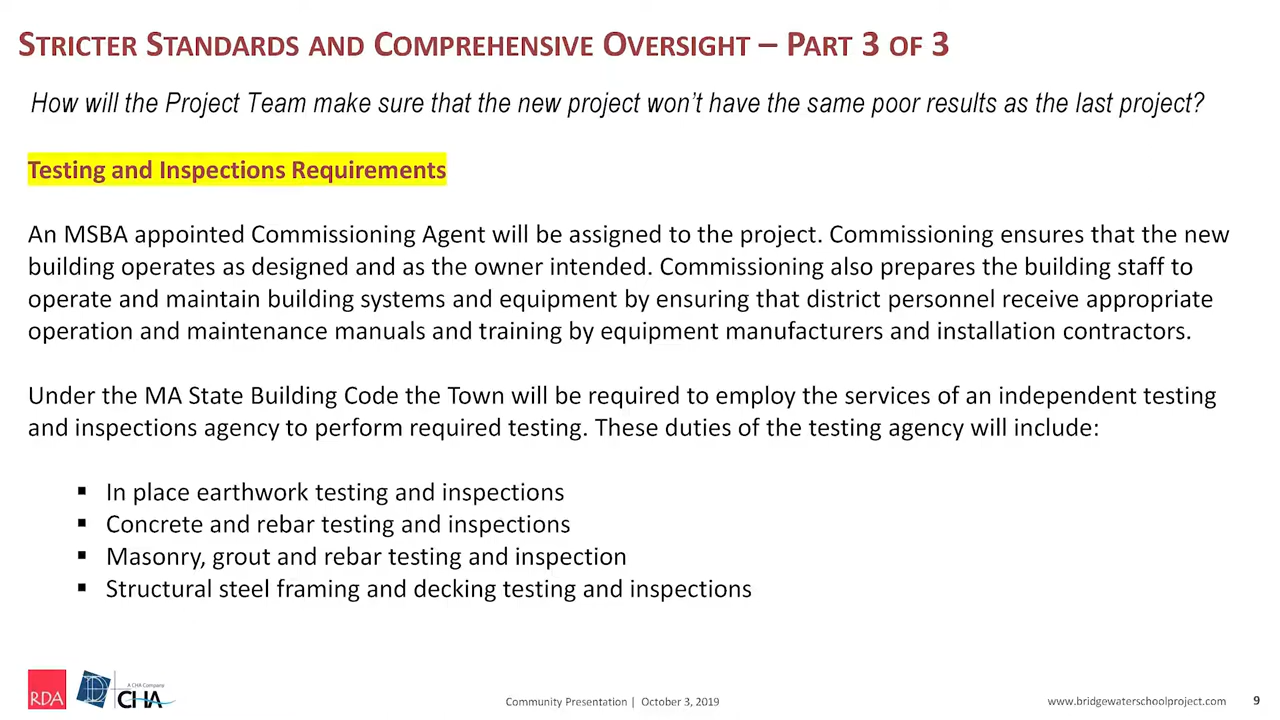 STRICTER STANDARDS AND COMPREHENSIVE OVERSIGHT – PART 3 OF 3
How will the Project Team make sure that the new project won't have the same poor results as the last project?
Testing and Inspections Requirements
An MSBA appointed Commissioning Agent will be assigned to the project. Commissioning ensures that the new
building operates as designed and as the owner intended. Commissioning also prepares the building staff to
operate and maintain building systems and equipment by ensuring that district personnel receive appropriate
operation and maintenance manuals and training by equipment manufacturers and installation contractors.
Under the MA State Building Code the Town will be required to employ the services of an independent testing
and inspections agency to perform required testing. These duties of the testing agency will include:
▪ In place earthwork testing and inspections
▪ Concrete and rebar testing and inspections
▪ Masonry, grout and rebar testing and inspection
▪ Structural steel framing and decking testing and inspections
RDA
D
A CHA Company
CHA
Community Presentation | October 3, 2019
www.bridgewaterschoolproject.com 9